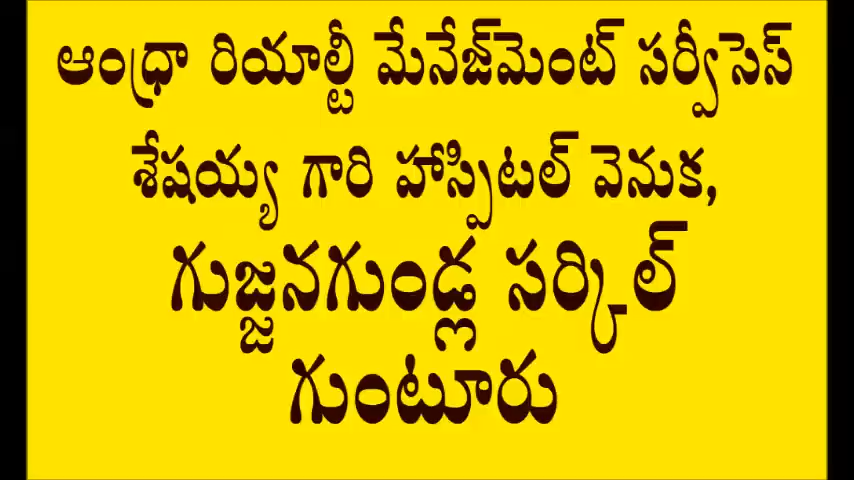 ఆంధ్రా రియాల్టీ మేనేజ్‌మెంట్ సర్వీసెస్
శేషయ్య గారి హాస్పిటల్ వెనుక,
గుజ్జనగుండ్ల సర్కిల్
గుంటూరు